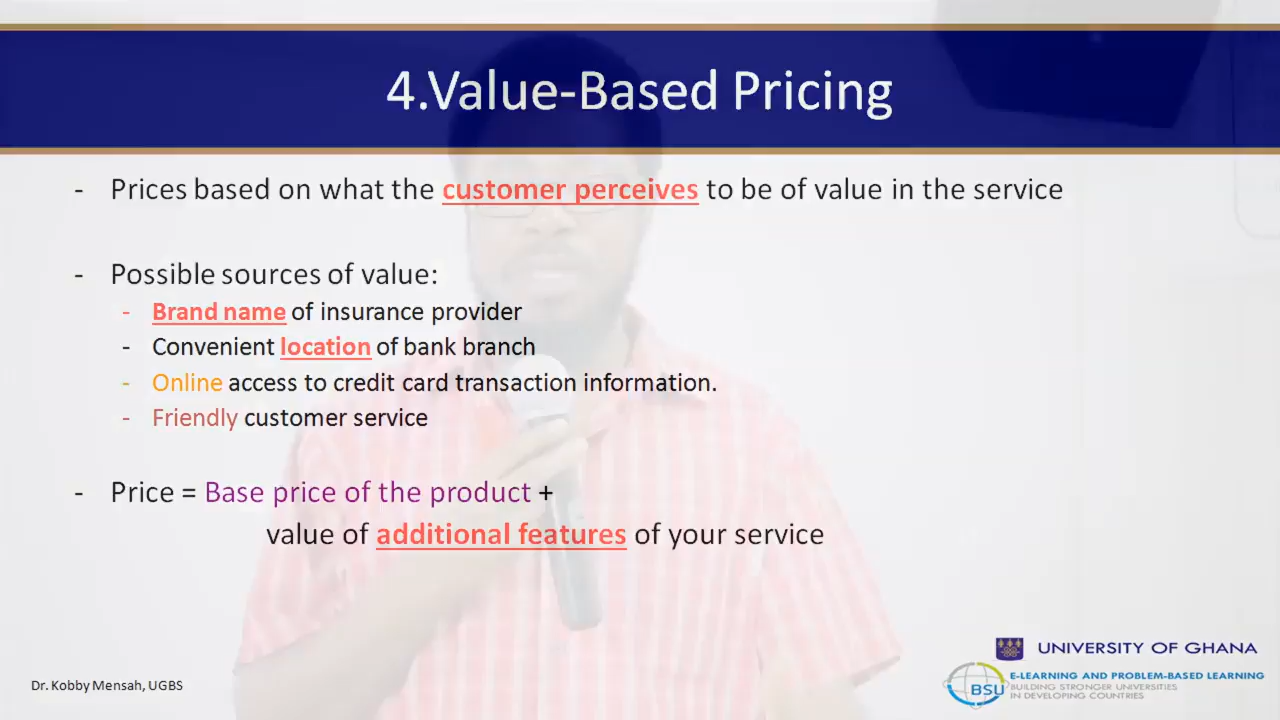 4.Value-Based Pricing
- Prices based on what the customer perceives to be of value in the service
- Possible sources of value:
- Brand name of insurance provider
- Convenient location of bank branch
- Online access to credit card transaction information.
- Friendly customer service
- Price = Base price of the product +
value of additional features of your service
UNIVERSITY OF GHANA
Dr. Kobby Mensah, UGBS
BSU
E-LEARNING AND PROBLEM-BASED LEARNING
BUILDING STRONGER UNIVERSITIES
IN DEVELOPING COUNTRIES